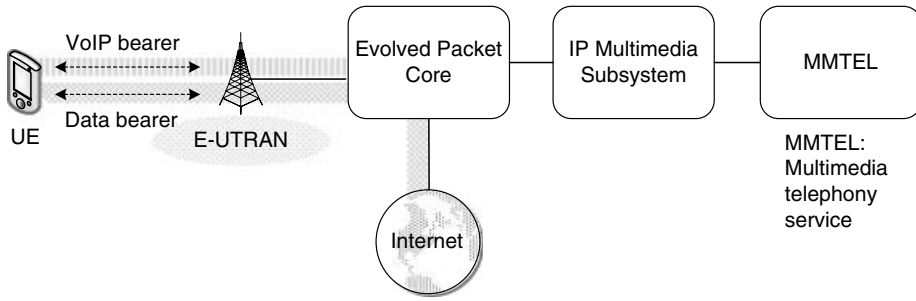 VoIP bearer
Data bearer
UE
E-UTRAN
Evolved Packet
Core
IP Multimedia
Subsystem
MMTEL
MMTEL:
Multimedia
telephony
service
Internet